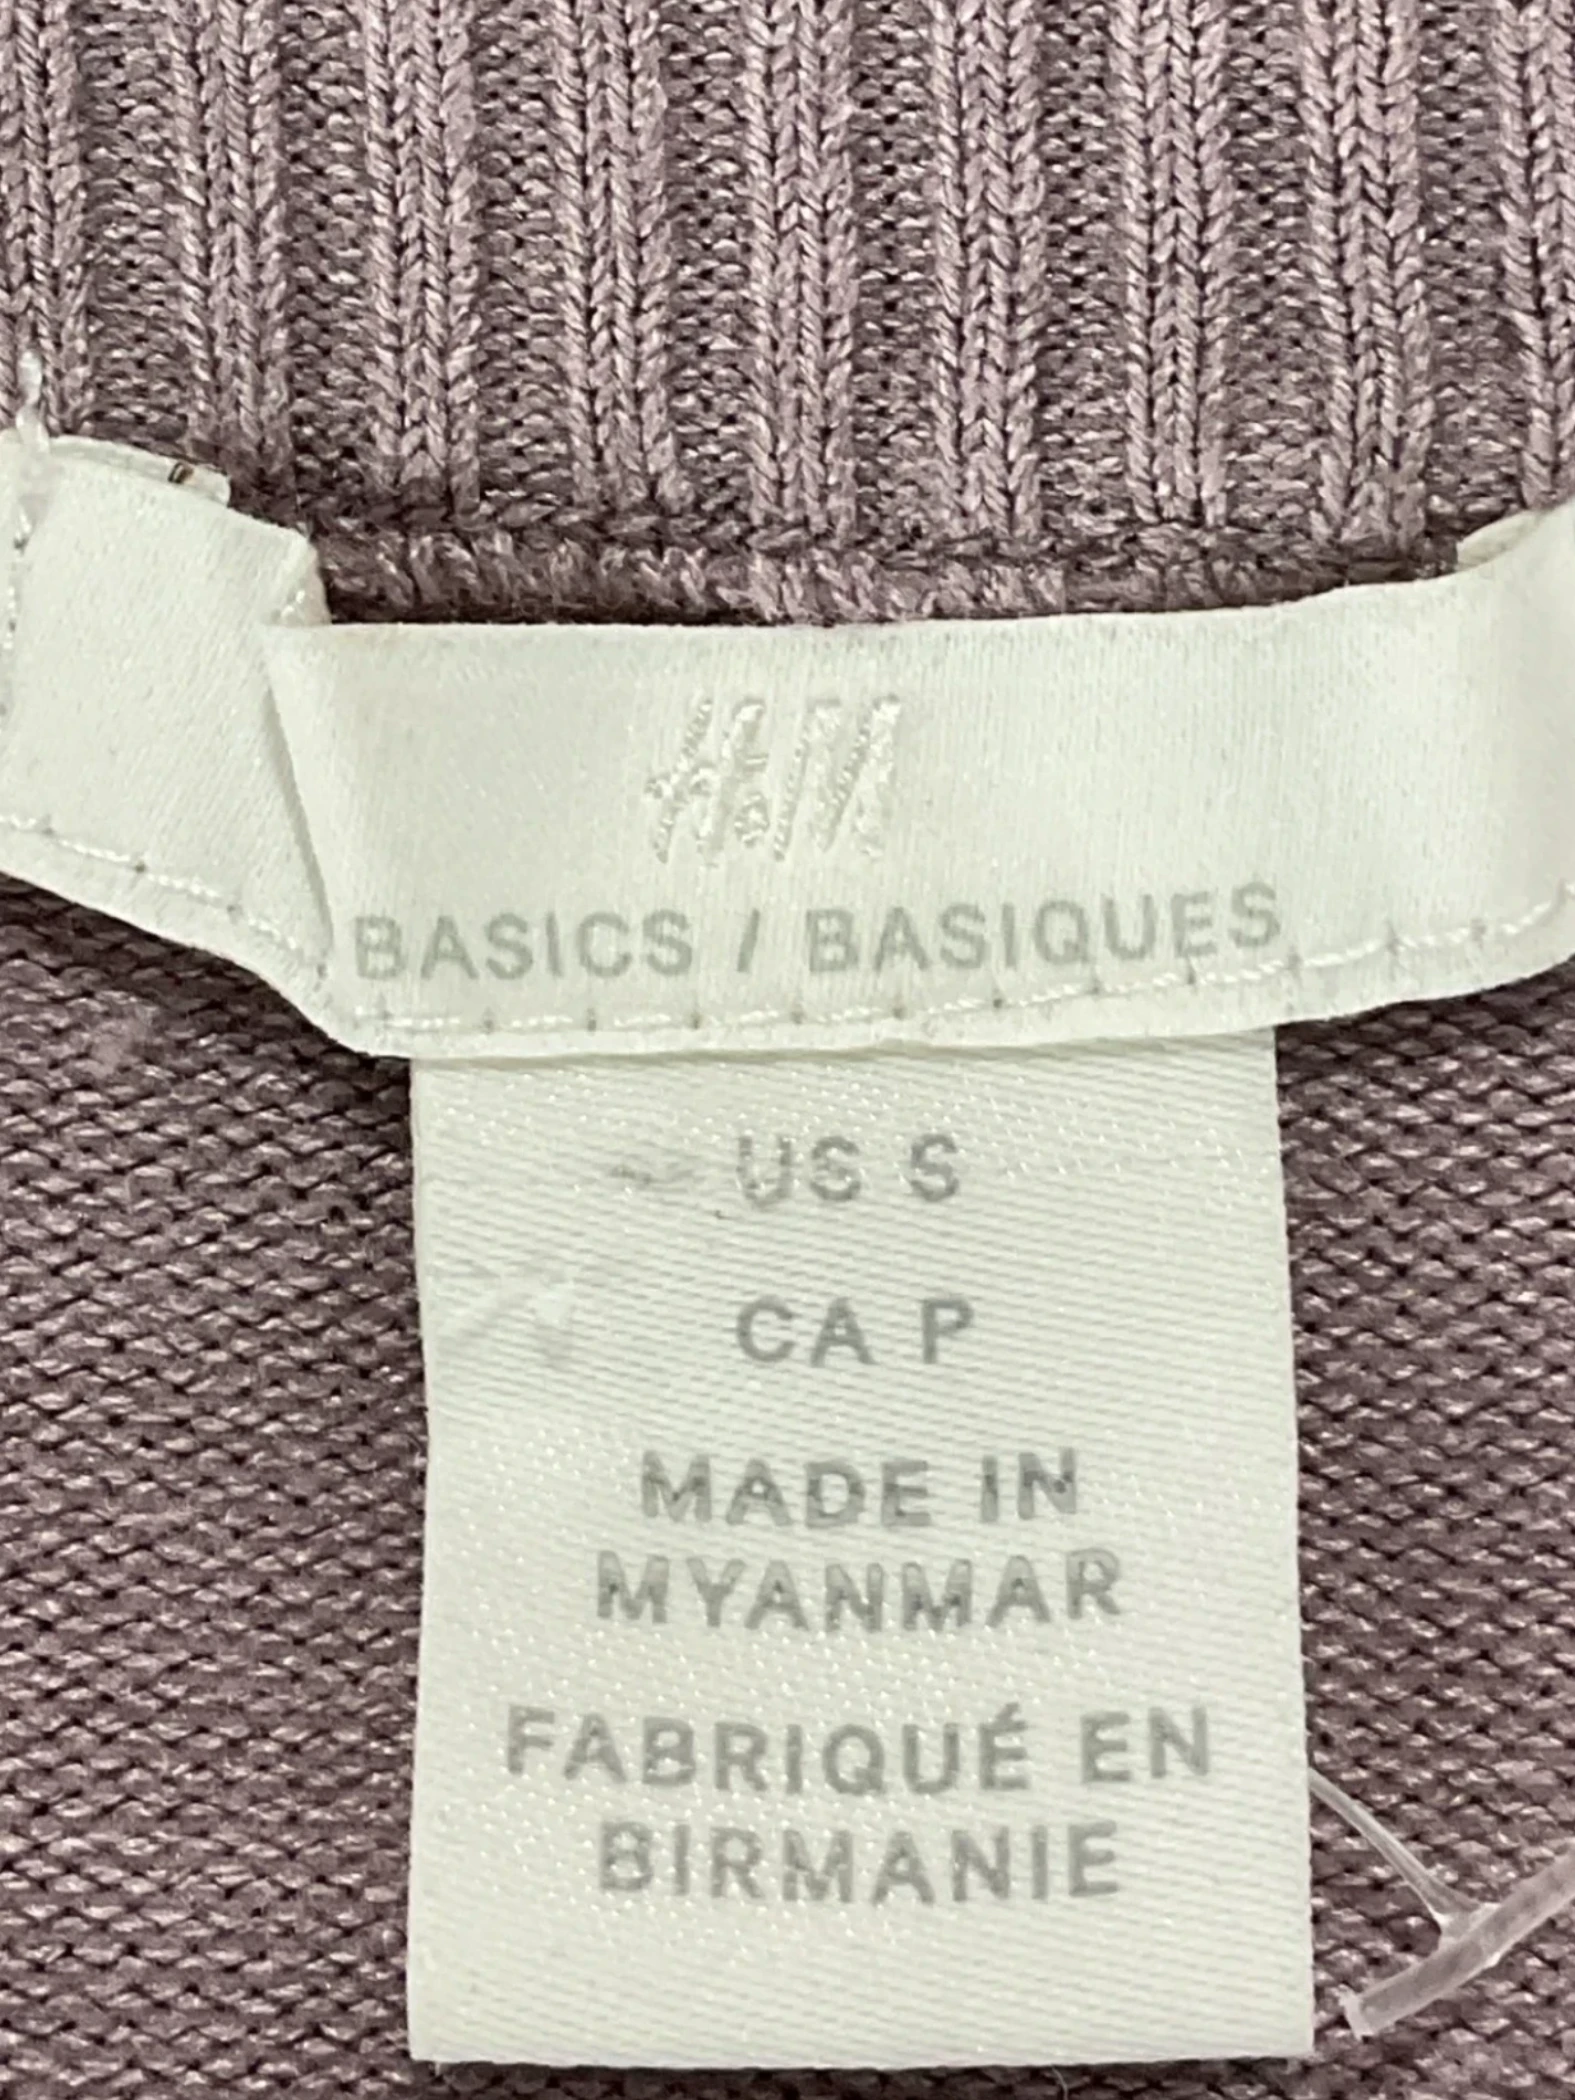 H&M
BASICS / BASIQUES
US S
CA P
MADE IN
MYANMAR
FABRIQUÉ EN
BIRMANIE